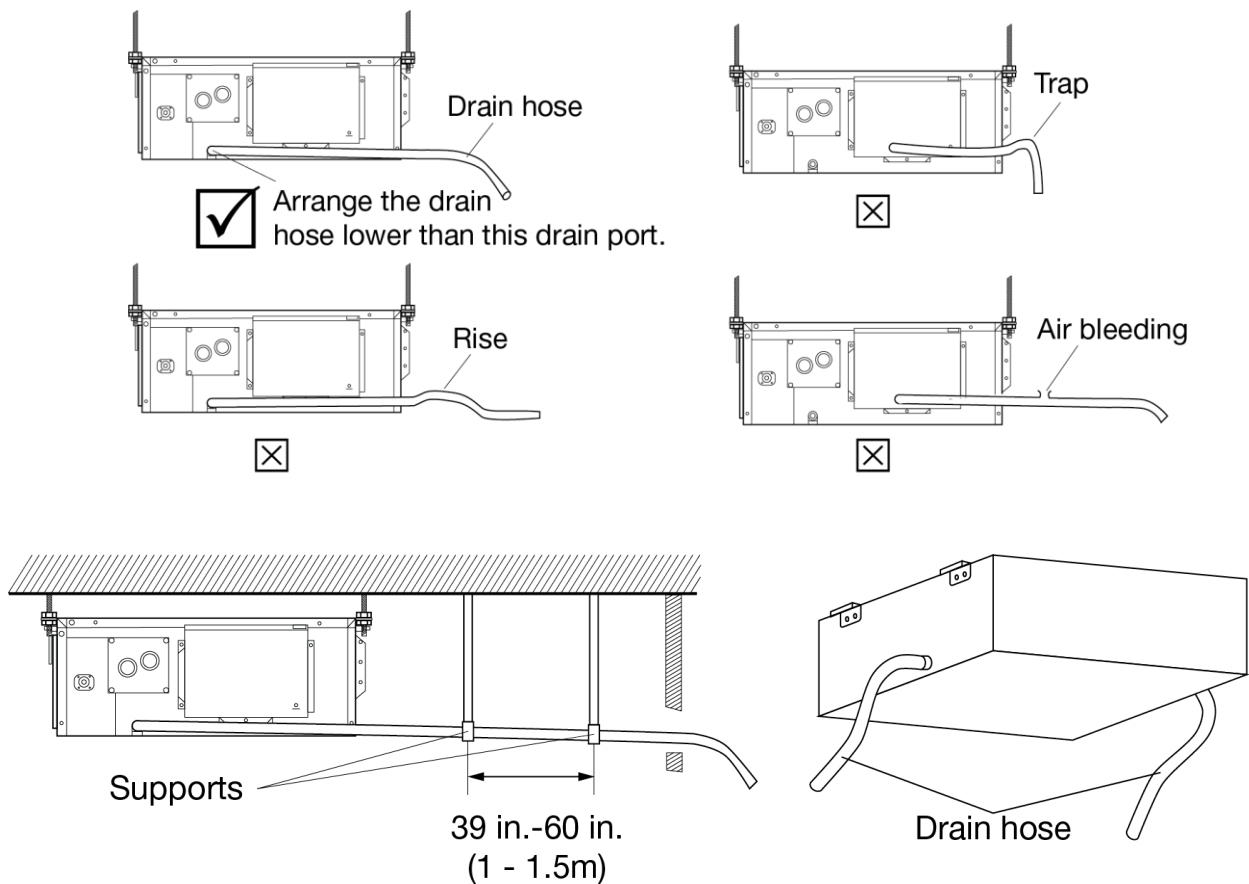 Drain hose
Arrange the drain
hose lower than this drain port.
Trap
Rise
Air bleeding
Supports
39 in.-60 in.
(1 - 1.5m)
Drain hose